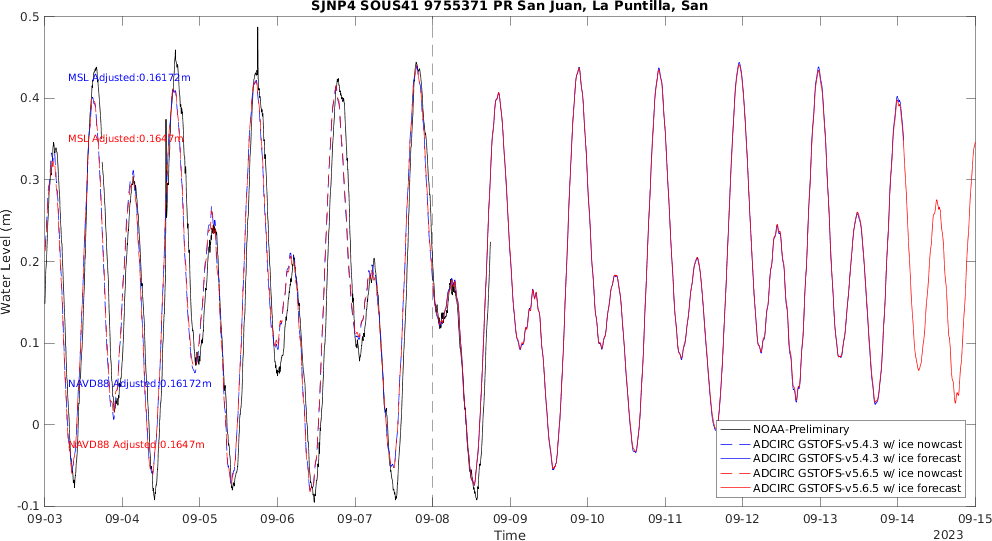 SJNP4 SOUS41 9755371 PR San Juan, La Puntilla, San
0.5
0.4
0.3
0.2
0.1
0
-0.1
Water Level (m)
MSL Adjusted:0.16172m
MSL Adjusted:0.1647m
NAVD88 Adjusted:0.16172m
NAVD88 Adjusted:0.1647m
NOAA-Preliminary
ADCIRC GSTOFS-v5.4.3 w/ ice nowcast
ADCIRC GSTOFS-v5.4.3 w/ ice forecast
ADCIRC GSTOFS-v5.6.5 w/ ice nowcast
ADCIRC GSTOFS-v5.6.5 w/ ice forecast
09-03 09-04 09-05 09-06 09-07 09-08 09-09 09-10 09-11 09-12 09-13 09-14 09-15
Time
2023